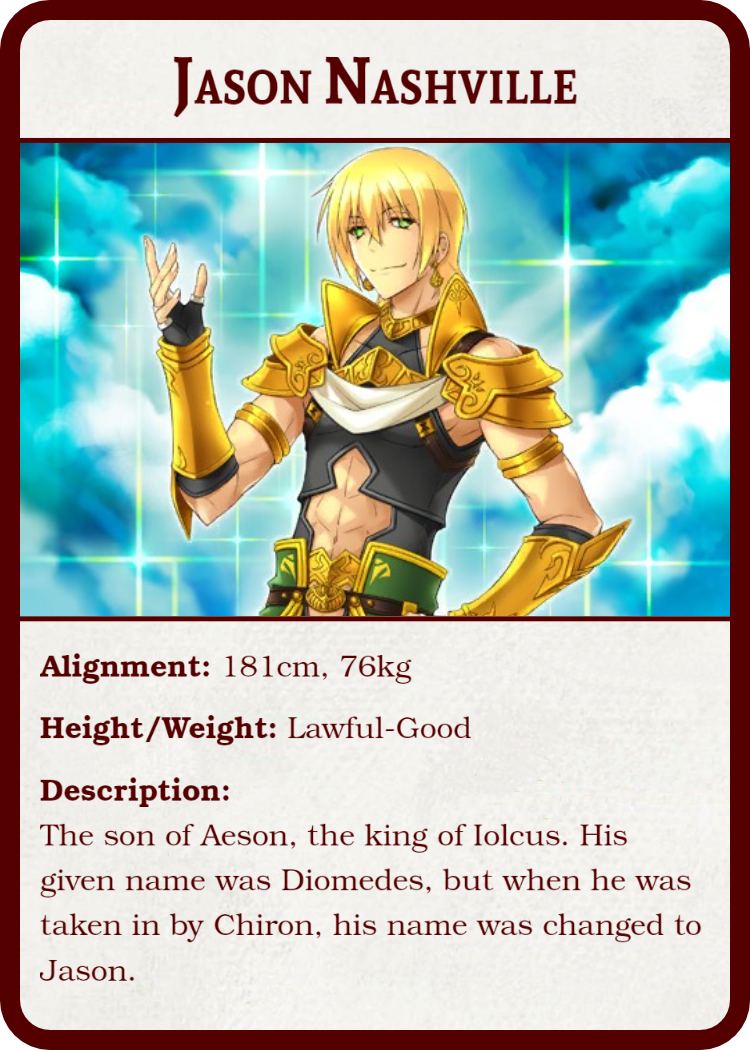 Jason Nashville
Alignment: 181cm, 76kg
Height/Weight: Lawful-Good
Description:
The son of Aeson, the king of Iolcus. His
given name was Diomedes, but when he was
taken in by Chiron, his name was changed to
Jason.